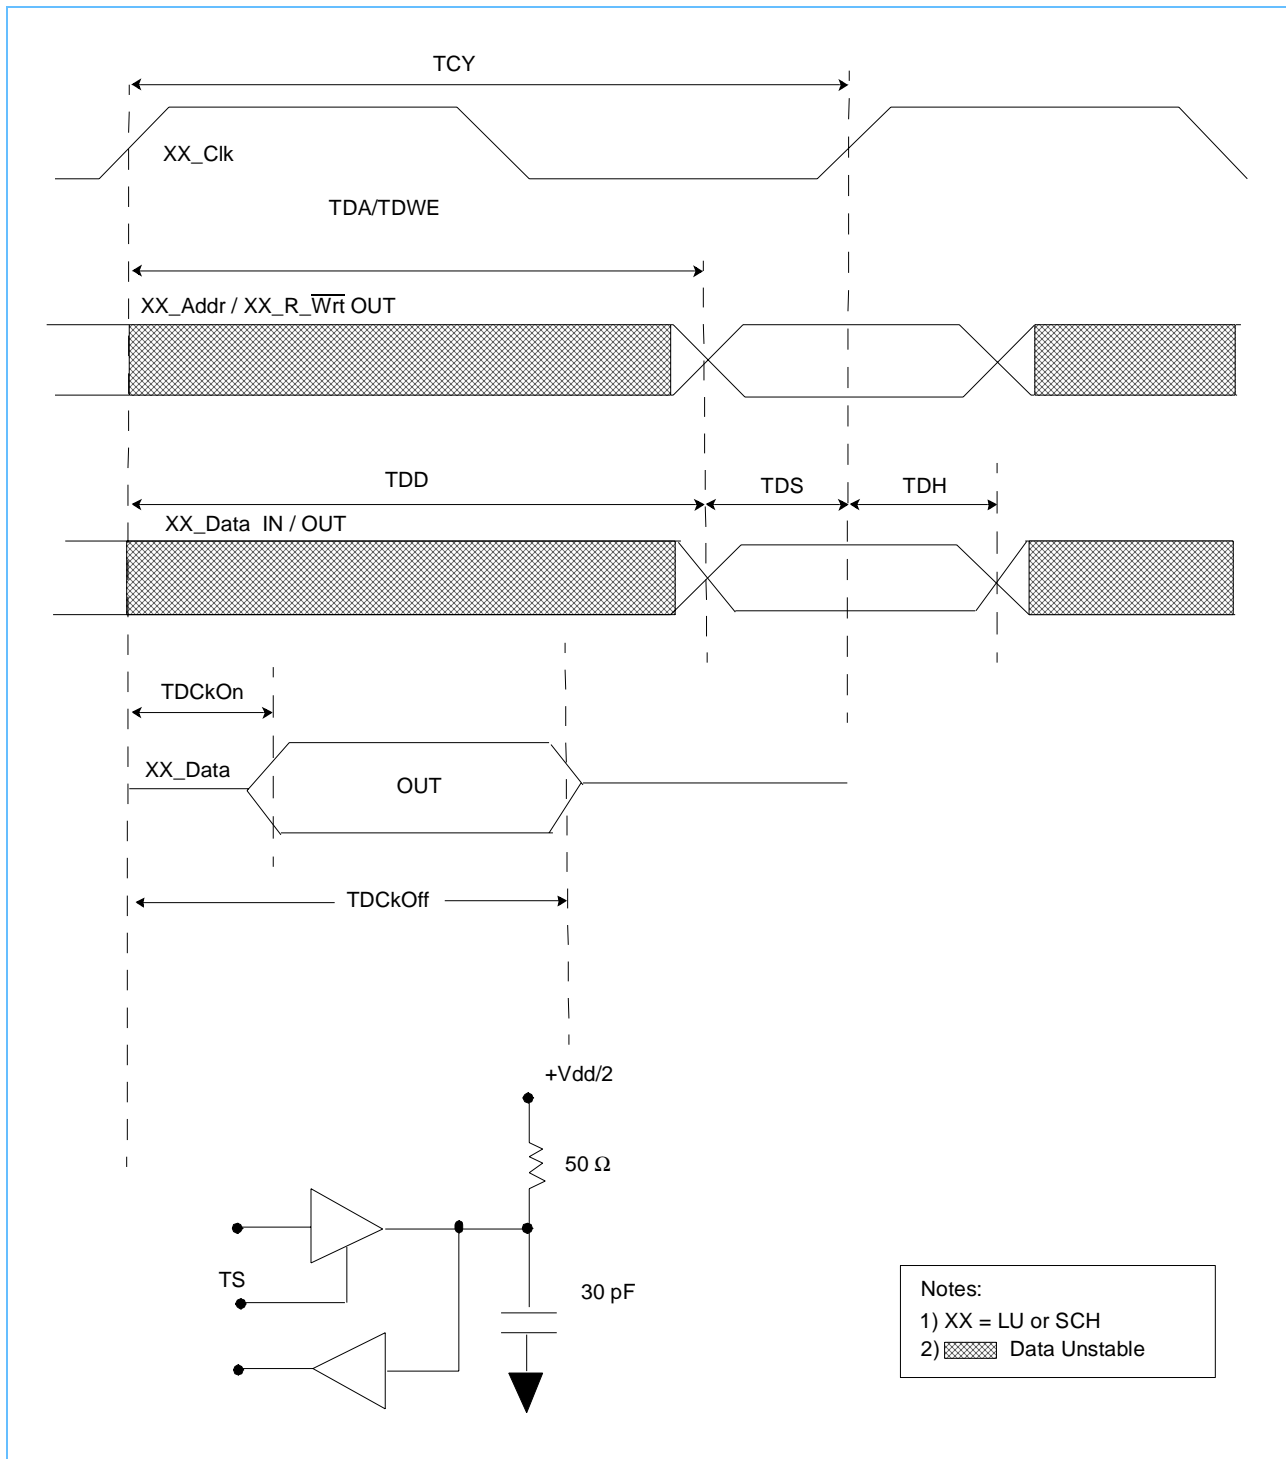 TCY
XX_Clk
TDA/TDWE
XX_Addr / XX_R_W̅r̅t̅ OUT
TDD
TDS
TDH
XX_Data IN / OUT
TDCkOn
XX_Data
OUT
TDCkOff
+Vdd/2
50 Ω
TS
30 pF
Notes:
1) XX = LU or SCH
2) Data Unstable